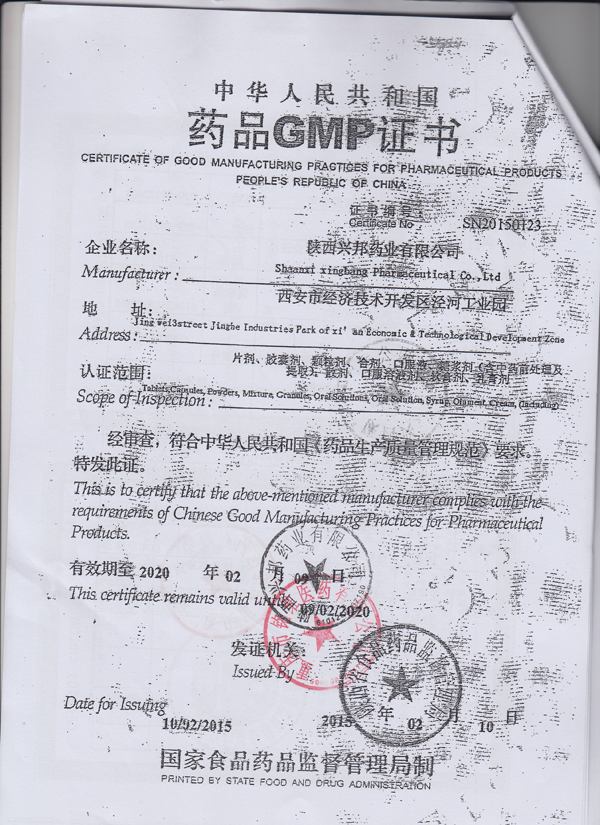 中华人民共和国
药品GMP证书
CERTIFICATE OF GOOD MANUFACTURING PRACTICES FOR PHARMACEUTICAL PRODUCTS
PEOPLE'S REPUBLIC OF CHINA
证书编号:
Certificate No SN20150123
企业名称: 陕西兴邦药业有限公司
Manufacturer: Shaanxi xingbang Pharmaceutical Co.,Ltd
地 址: 西安市经济技术开发区泾河工业园
Address: Jing wei3street Jinghe Industries Park of xi' an Economic & Technological Development Zone
认证范围: 片剂、胶囊剂、颗粒剂、合剂、口服液、糖浆剂(含中药前处理及
提取)、散剂、口服溶液剂、软膏剂、乳膏剂
Scope of Inspection: Tablets, Capsules, Powders, Mixture, Granules, Oral Solutions, Oral Solution, Syrup, Cream,
经审查,符合中华人民共和国《药品生产质量管理规范》要求。
特发此证。
This is to certify that the above-mentioned manufacturer complies with the
requirements of Chinese Good Manufacturing Practices for Pharmaceutical
Products.
有效期至 2020 年 02 月 09 日
This certificate remains valid until 09/02/2020
发证机关:
Issued By
Date for Issuing
10/02/2015 2015 年 02 月 10 日
国家食品药品监督管理局制
PRINTED BY STATE FOOD AND DRUG ADMINISTRATION